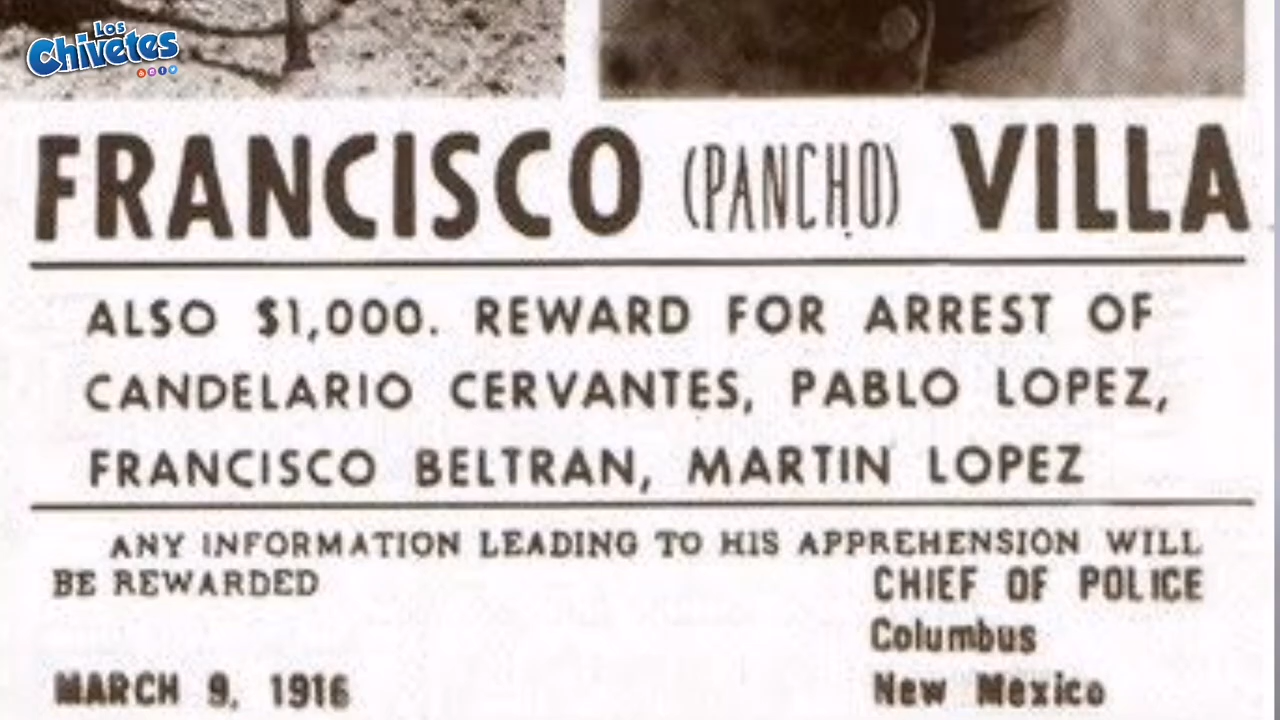 Los
Chivetes
FRANCISCO (PANCHO) VILLA
ALSO $1,000. REWARD FOR ARREST OF
CANDELARIO CERVANTES, PABLO LOPEZ,
FRANCISCO BELTRAN, MARTIN LOPEZ
ANY INFORMATION LEADING TO HIS APPREHENSION WILL
BE REWARDED
CHIEF OF POLICE
Columbus
New Mexico
MARCH 9, 1916